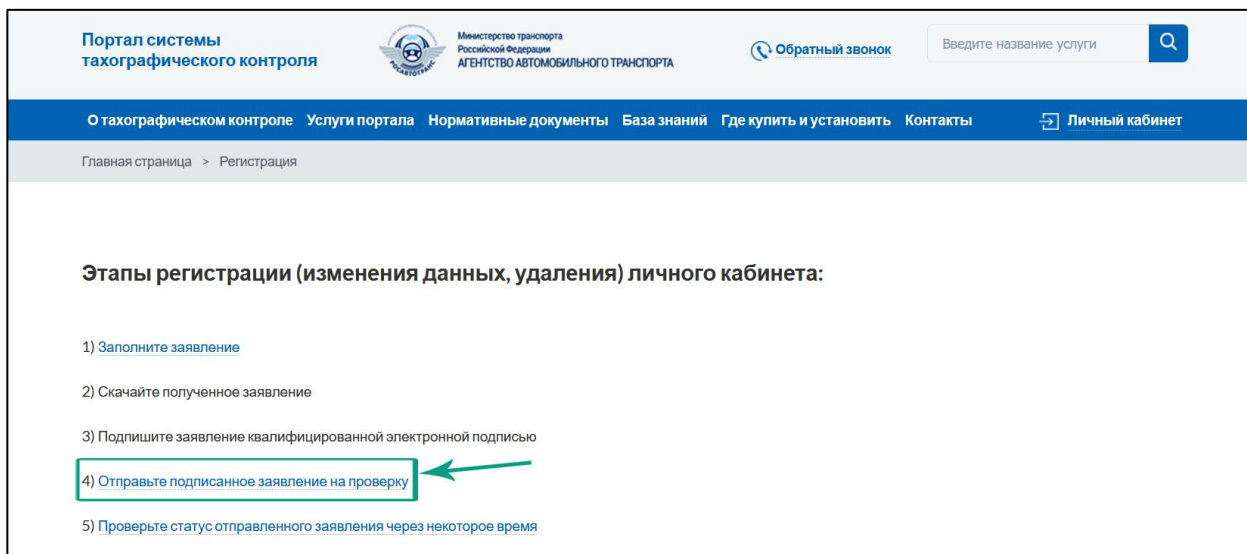 Портал системы
тахографического контроля
РОСАВТОТРАНС
Министерство транспорта
Российской Федерации
АГЕНТСТВО АВТОМОБИЛЬНОГО ТРАНСПОРТА
Обратный звонок
Введите название услуги
О тахографическом контроле Услуги портала Нормативные документы База знаний Где купить и установить Контакты Личный кабинет
Главная страница > Регистрация
Этапы регистрации (изменения данных, удаления) личного кабинета:
1) Заполните заявление
2) Скачайте полученное заявление
3) Подпишите заявление квалифицированной электронной подписью
4) Отправьте подписанное заявление на проверку
5) Проверьте статус отправленного заявления через некоторое время